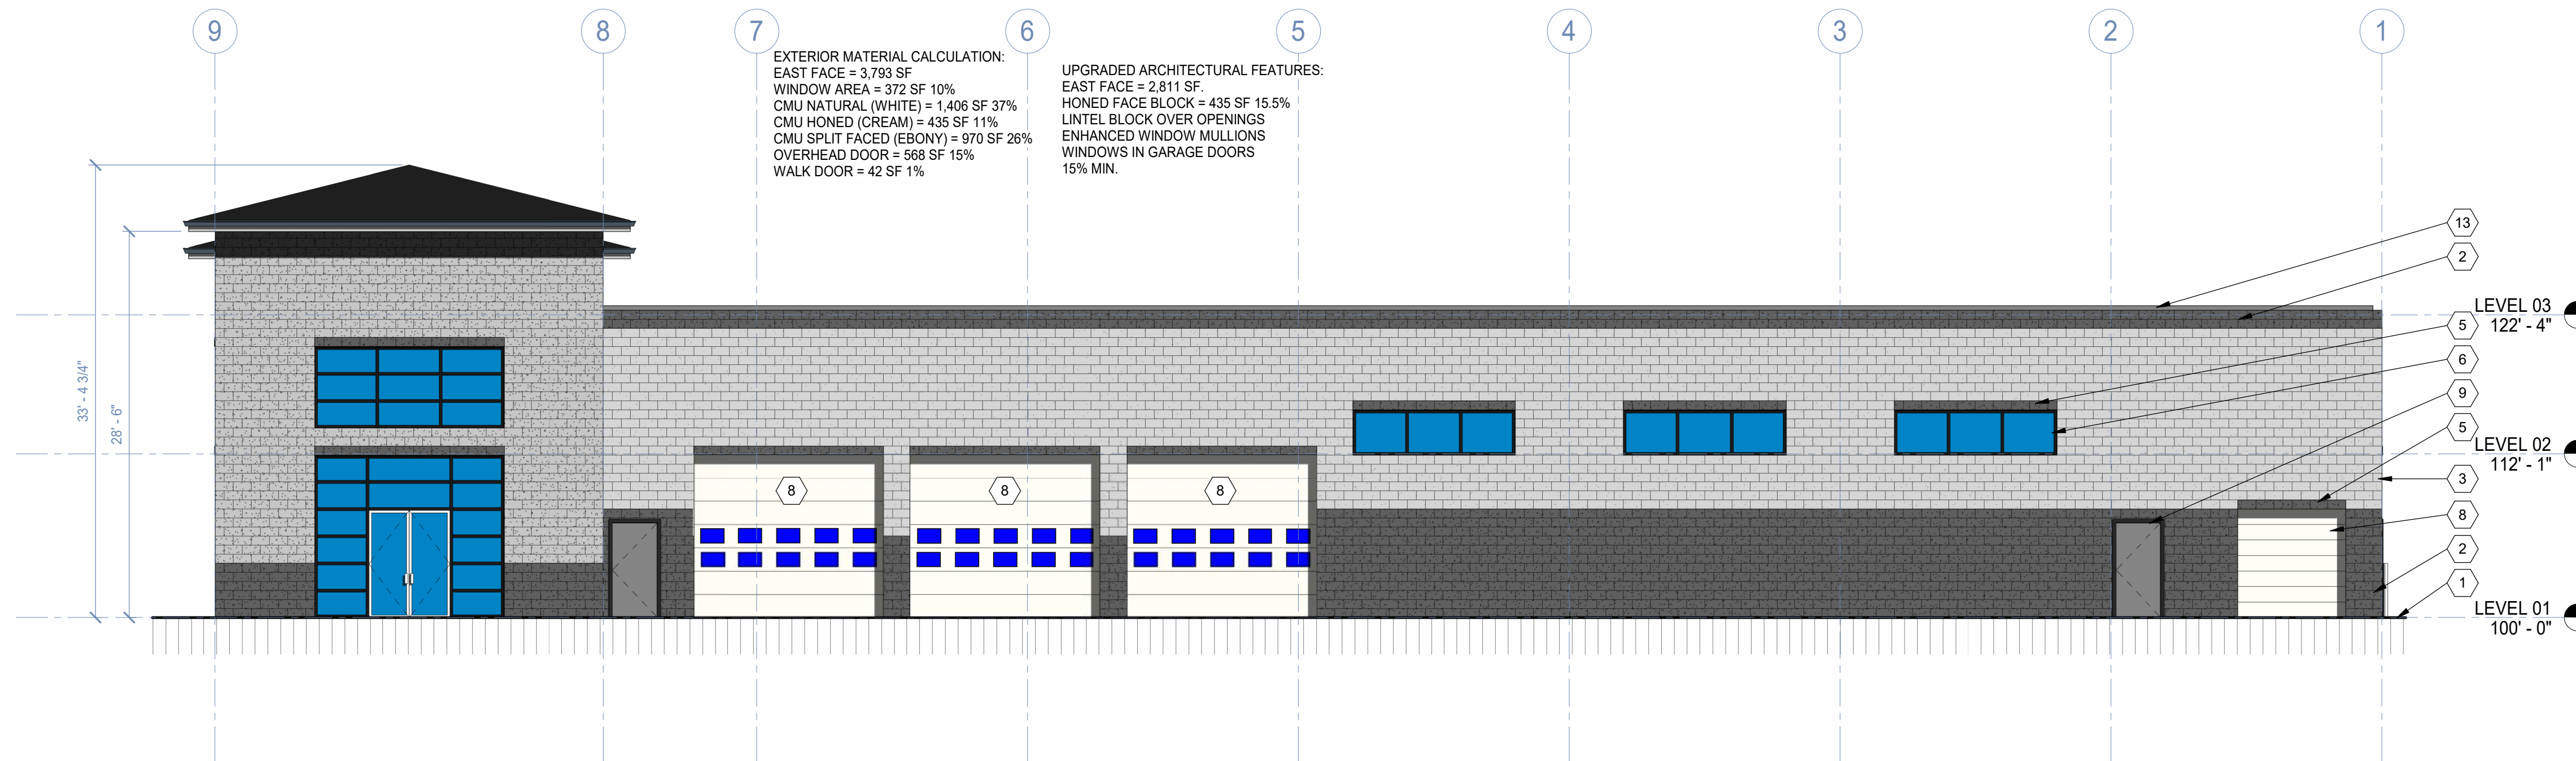 9 8 7 6 5 4 3 2 1
EXTERIOR MATERIAL CALCULATION:
EAST FACE = 3,793 SF
WINDOW AREA = 372 SF 10%
CMU NATURAL (WHITE) = 1,406 SF 37%
CMU HONED (CREAM) = 435 SF 11%
CMU SPLIT FACED (EBONY) = 970 SF 26%
OVERHEAD DOOR = 568 SF 15%
WALK DOOR = 42 SF 1%
UPGRADED ARCHITECTURAL FEATURES:
EAST FACE = 2,811 SF.
HONED FACE BLOCK = 435 SF 15.5%
LINTEL BLOCK OVER OPENINGS
ENHANCED WINDOW MULLIONS
WINDOWS IN GARAGE DOORS
15% MIN.
33' - 4 3/4"
28' - 6"
8 8 8
13
2
LEVEL 03
122' - 4"
5
6
9
5
LEVEL 02
112' - 1"
3
8
2
1
LEVEL 01
100' - 0"